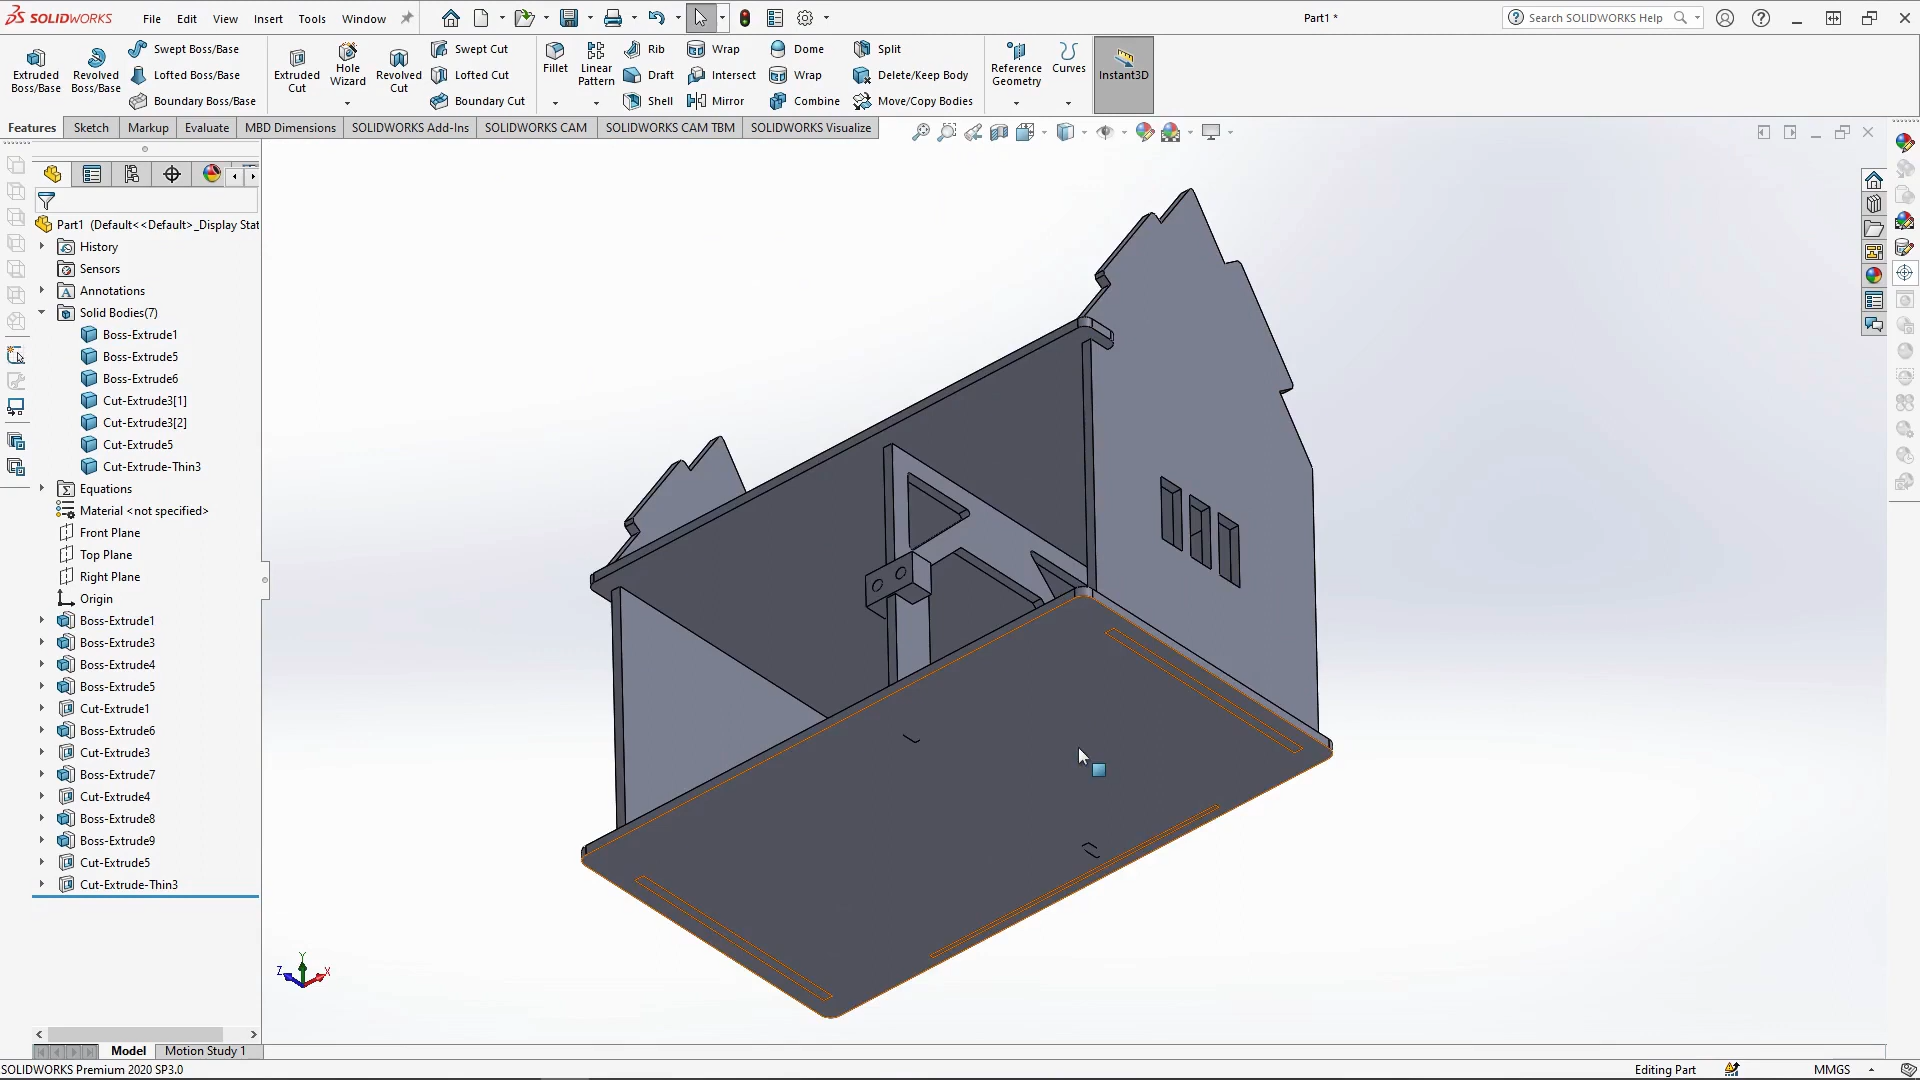 SOLIDWORKS File Edit View Insert Tools Window Part1 * Search SOLIDWORKS Help
Extruded Boss/Base
Revolved Boss/Base
Swept Boss/Base
Lofted Boss/Base
Boundary Boss/Base
Extruded Cut
Hole Wizard
Revolved Cut
Swept Cut
Lofted Cut
Boundary Cut
Fillet
Linear Pattern
Rib
Draft
Shell
Wrap
Intersect
Mirror
Dome
Wrap
Combine
Split
Delete/Keep Body
Move/Copy Bodies
Reference Geometry
Curves
Instant3D
Features Sketch Markup Evaluate MBD Dimensions SOLIDWORKS Add-Ins SOLIDWORKS CAM SOLIDWORKS CAM TBM SOLIDWORKS Visualize
Part1 (Default<<Default>_Display Stat
History
Sensors
Annotations
Solid Bodies(7)
Boss-Extrude1
Boss-Extrude5
Boss-Extrude6
Cut-Extrude3[1]
Cut-Extrude3[2]
Cut-Extrude5
Cut-Extrude-Thin3
Equations
Material <not specified>
Front Plane
Top Plane
Right Plane
Origin
Boss-Extrude1
Boss-Extrude3
Boss-Extrude4
Boss-Extrude5
Cut-Extrude1
Boss-Extrude6
Cut-Extrude3
Boss-Extrude7
Cut-Extrude4
Boss-Extrude8
Boss-Extrude9
Cut-Extrude5
Cut-Extrude-Thin3
Y
Z X
Model Motion Study 1
SOLIDWORKS Premium 2020 SP3.0 Editing Part MMGS